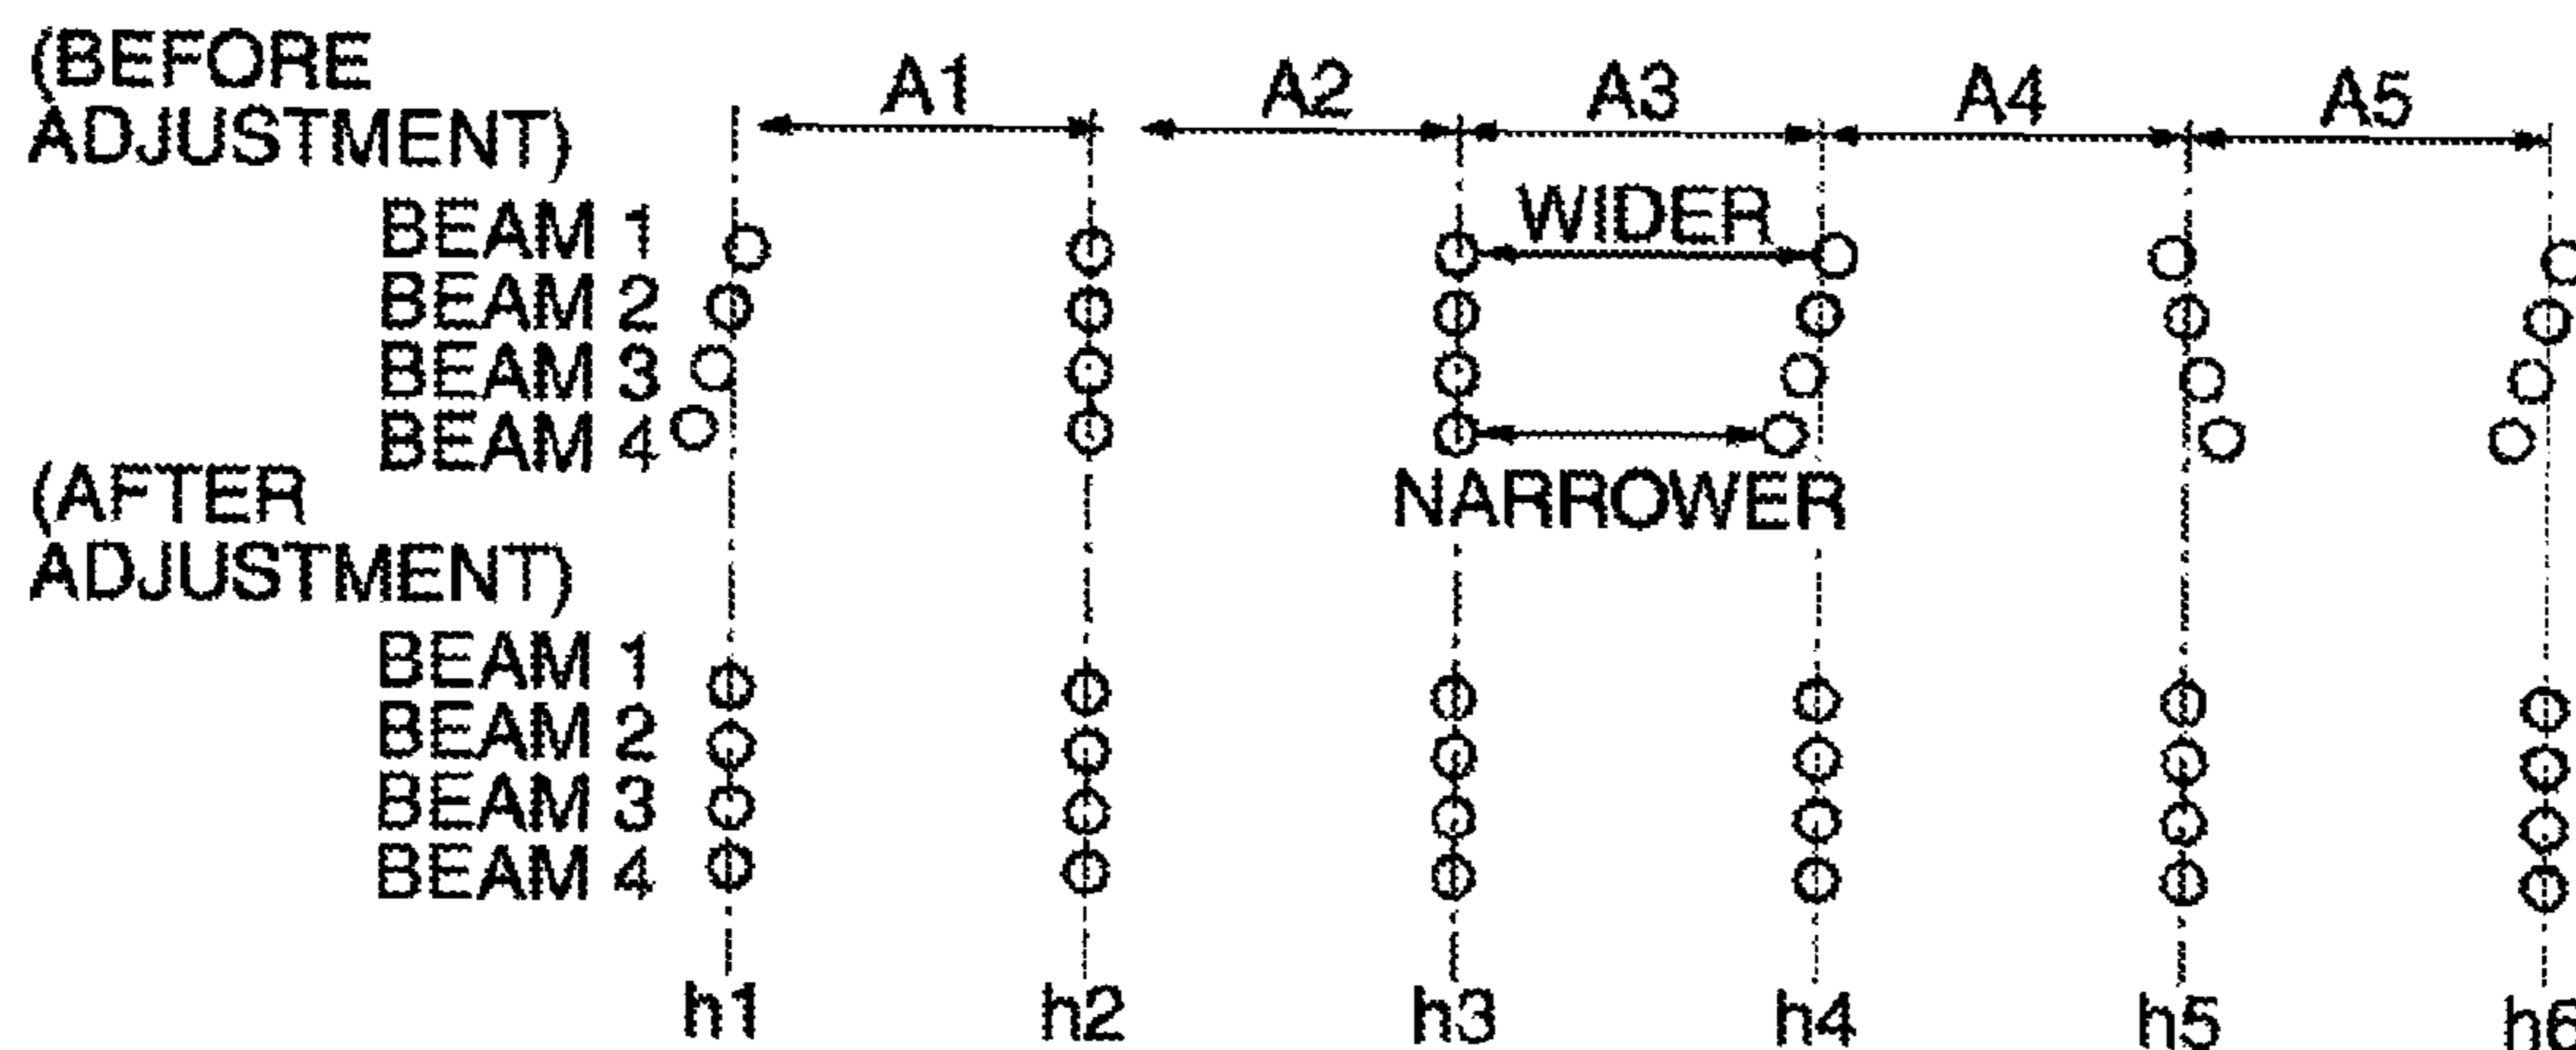 (BEFORE
ADJUSTMENT)
A1 A2 A3 A4 A5
BEAM 1
WIDER
BEAM 2
BEAM 3
BEAM 4
NARROWER
(AFTER
ADJUSTMENT)
BEAM 1
BEAM 2
BEAM 3
BEAM 4
h1 h2 h3 h4 h5 h6